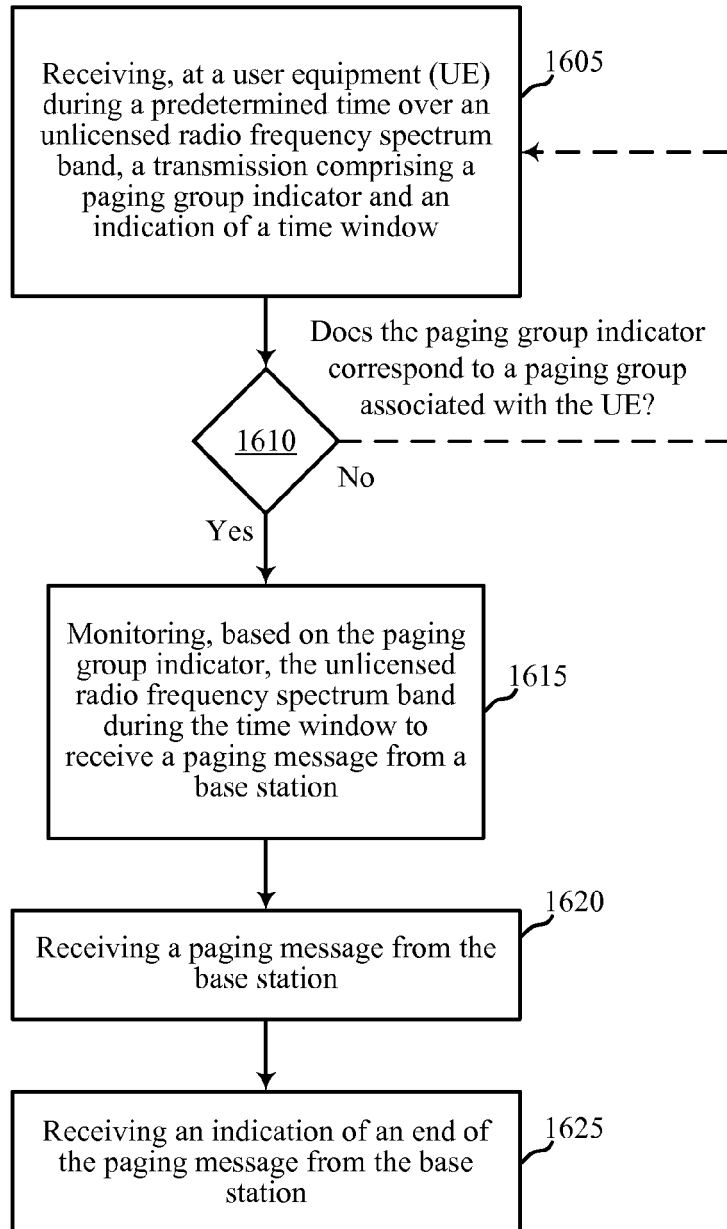 Receiving, at a user equipment (UE)
during a predetermined time over an
unlicensed radio frequency spectrum
band, a transmission comprising a
paging group indicator and an
indication of a time window
1605
Does the paging group indicator
correspond to a paging group
associated with the UE?
1610
No
Yes
Monitoring, based on the paging
group indicator, the unlicensed
radio frequency spectrum band
during the time window to
receive a paging message from a
base station
1615
1620
Receiving a paging message from the
base station
1625
Receiving an indication of an end of
the paging message from the base
station